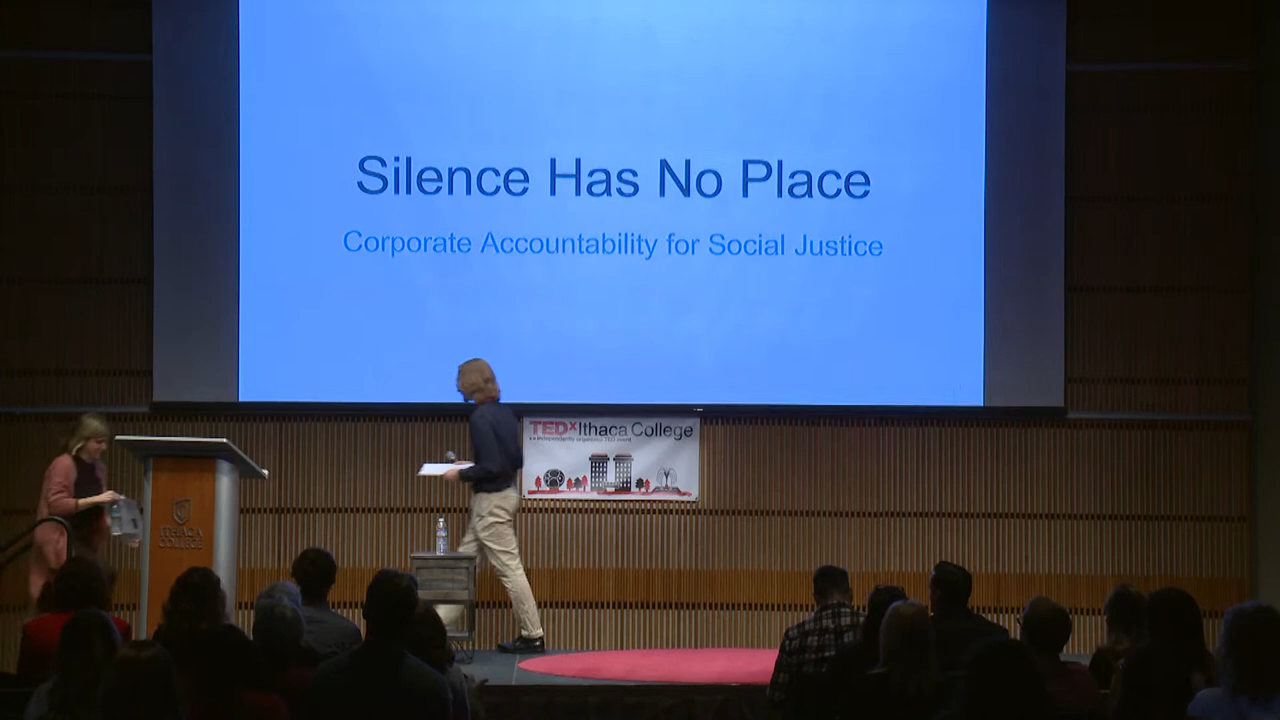 Silence Has No Place
Corporate Accountability for Social Justice
TEDxIthaca College
x = independently organized TED event
ITHACA
COLLEGE